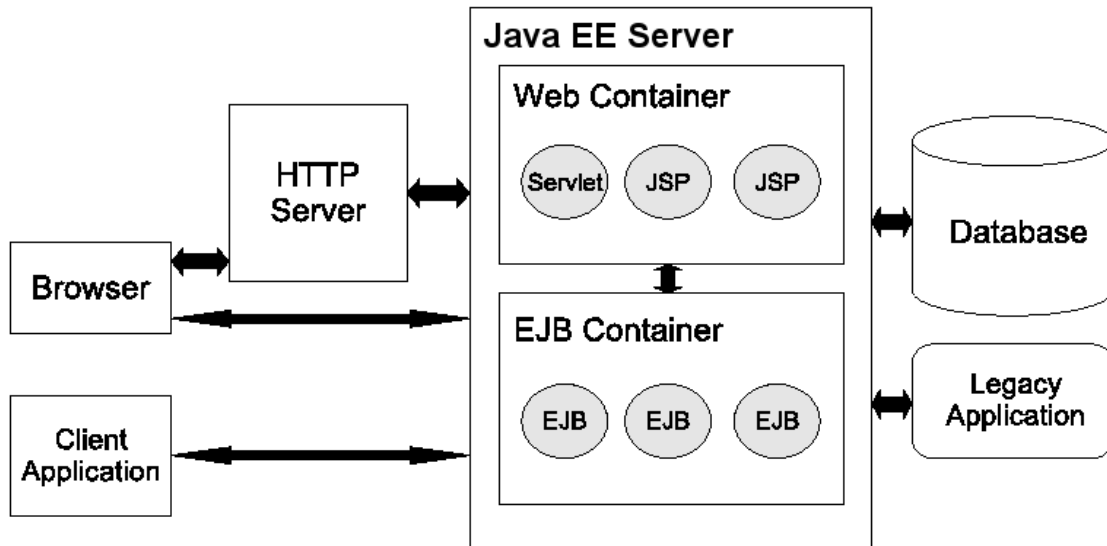 Java EE Server
Web Container
Servlet
JSP
JSP
HTTP
Server
Browser
Database
EJB Container
EJB
EJB
EJB
Client
Application
Legacy
Application